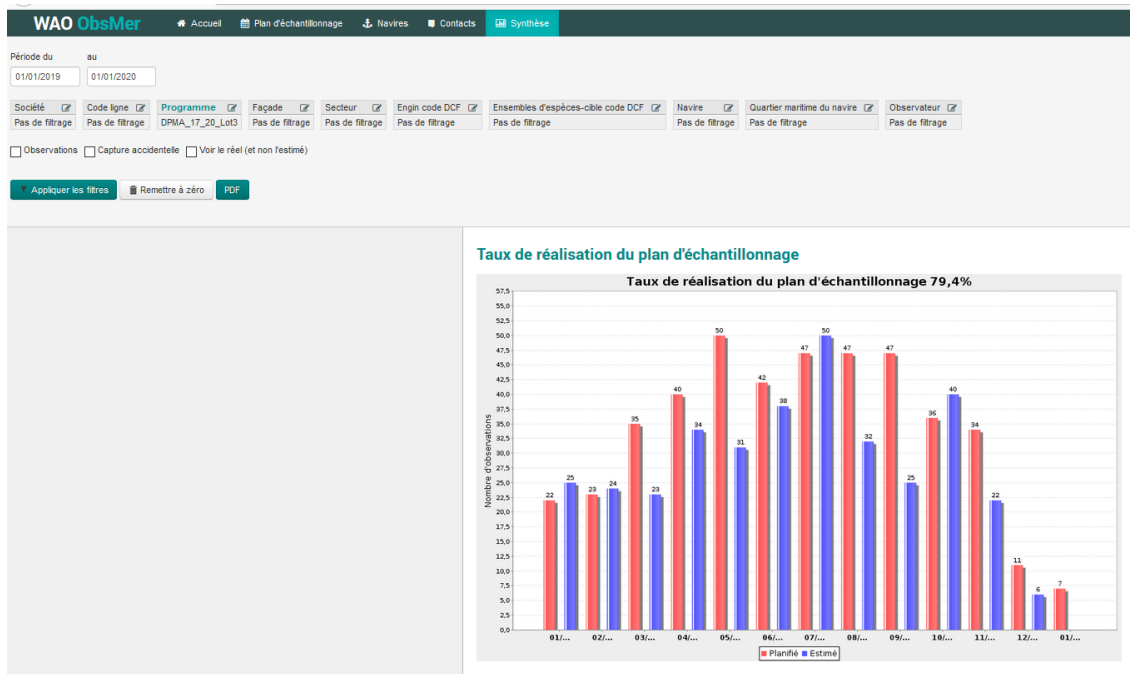 WAO ObsMer Accueil Plan d'échantillonnage Navires Contacts Synthèse
Période du au
01/01/2019 01/01/2020
Société Code ligne Programme Façade Secteur Engin code DCF Ensembles d'espèces-cible code DCF Navire Quartier maritime du navire Observateur
Pas de filtrage Pas de filtrage DPMA_17_20_Lot3 Pas de filtrage Pas de filtrage Pas de filtrage Pas de filtrage Pas de filtrage Pas de filtrage Pas de filtrage
Observations Capture accidentelle Voir le réel (et non l'estimé)
Appliquer les filtres Remettre à zéro PDF
Taux de réalisation du plan d'échantillonnage
Taux de réalisation du plan d'échantillonnage 79,4%
Nombre d'observations
57,5
55,0
52,5
50,0
47,5
45,0
42,5
40,0
37,5
35,0
32,5
30,0
27,5
25,0
22,5
20,0
17,5
15,0
12,5
10,0
7,5
5,0
2,5
0,0
22 25 23 24 35 23 40 34 50 31 42 38 47 50 47 32 47 25 36 40 34 22 11 6 7
01/... 02/... 03/... 04/... 05/... 06/... 07/... 08/... 09/... 10/... 11/... 12/... 01/...
Planifié Estimé